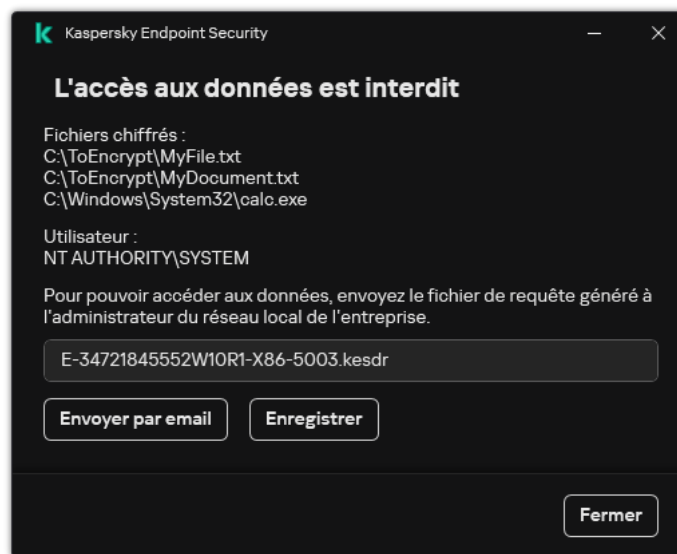 Kaspersky Endpoint Security
L'accès aux données est interdit
Fichiers chiffrés :
C:\ToEncrypt\MyFile.txt
C:\ToEncrypt\MyDocument.txt
C:\Windows\System32\calc.exe
Utilisateur :
NT AUTHORITY\SYSTEM
Pour pouvoir accéder aux données, envoyez le fichier de requête généré à
l'administrateur du réseau local de l'entreprise.
E-34721845552W10R1-X86-5003.kesdr
Envoyer par email Enregistrer
Fermer